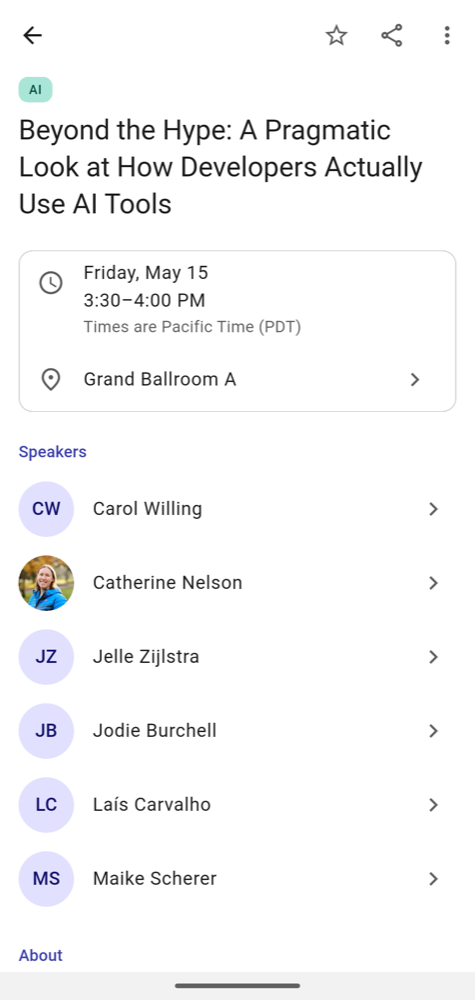 AI
Beyond the Hype: A Pragmatic
Look at How Developers Actually
Use AI Tools
Friday, May 15
3:30–4:00 PM
Times are Pacific Time (PDT)
Grand Ballroom A
Speakers
CW
Carol Willing
Catherine Nelson
JZ
Jelle Zijlstra
JB
Jodie Burchell
LC
Laís Carvalho
MS
Maike Scherer
About